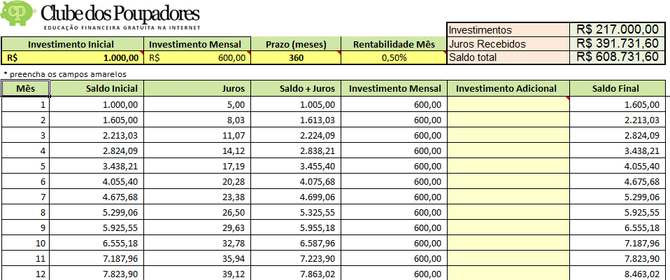 Clube dos Poupadores
EDUCAÇÃO FINANCEIRA GRATUITA NA INTERNET
Investimentos R$ 217.000,00
Juros Recebidos R$ 391.731,60
Saldo total R$ 608.731,60
Investimento Inicial Investimento Mensal Prazo (meses) Rentabilidade Mês
R$ 1.000,00 R$ 600,00 360 0,50%
* preencha os campos amarelos
Mês Saldo Inicial Juros Saldo + Juros Investimento Mensal Investimento Adicional Saldo Final
1 1.000,00 5,00 1.005,00 600,00 1.605,00
2 1.605,00 8,03 1.613,03 600,00 2.213,03
3 2.213,03 11,07 2.224,09 600,00 2.824,09
4 2.824,09 14,12 2.838,21 600,00 3.438,21
5 3.438,21 17,19 3.455,40 600,00 4.055,40
6 4.055,40 20,28 4.075,68 600,00 4.675,68
7 4.675,68 23,38 4.699,06 600,00 5.299,06
8 5.299,06 26,50 5.325,55 600,00 5.925,55
9 5.925,55 29,63 5.955,18 600,00 6.555,18
10 6.555,18 32,78 6.587,96 600,00 7.187,96
11 7.187,96 35,94 7.223,90 600,00 7.823,90
12 7.823,90 39,12 7.863,02 600,00 8.463,02